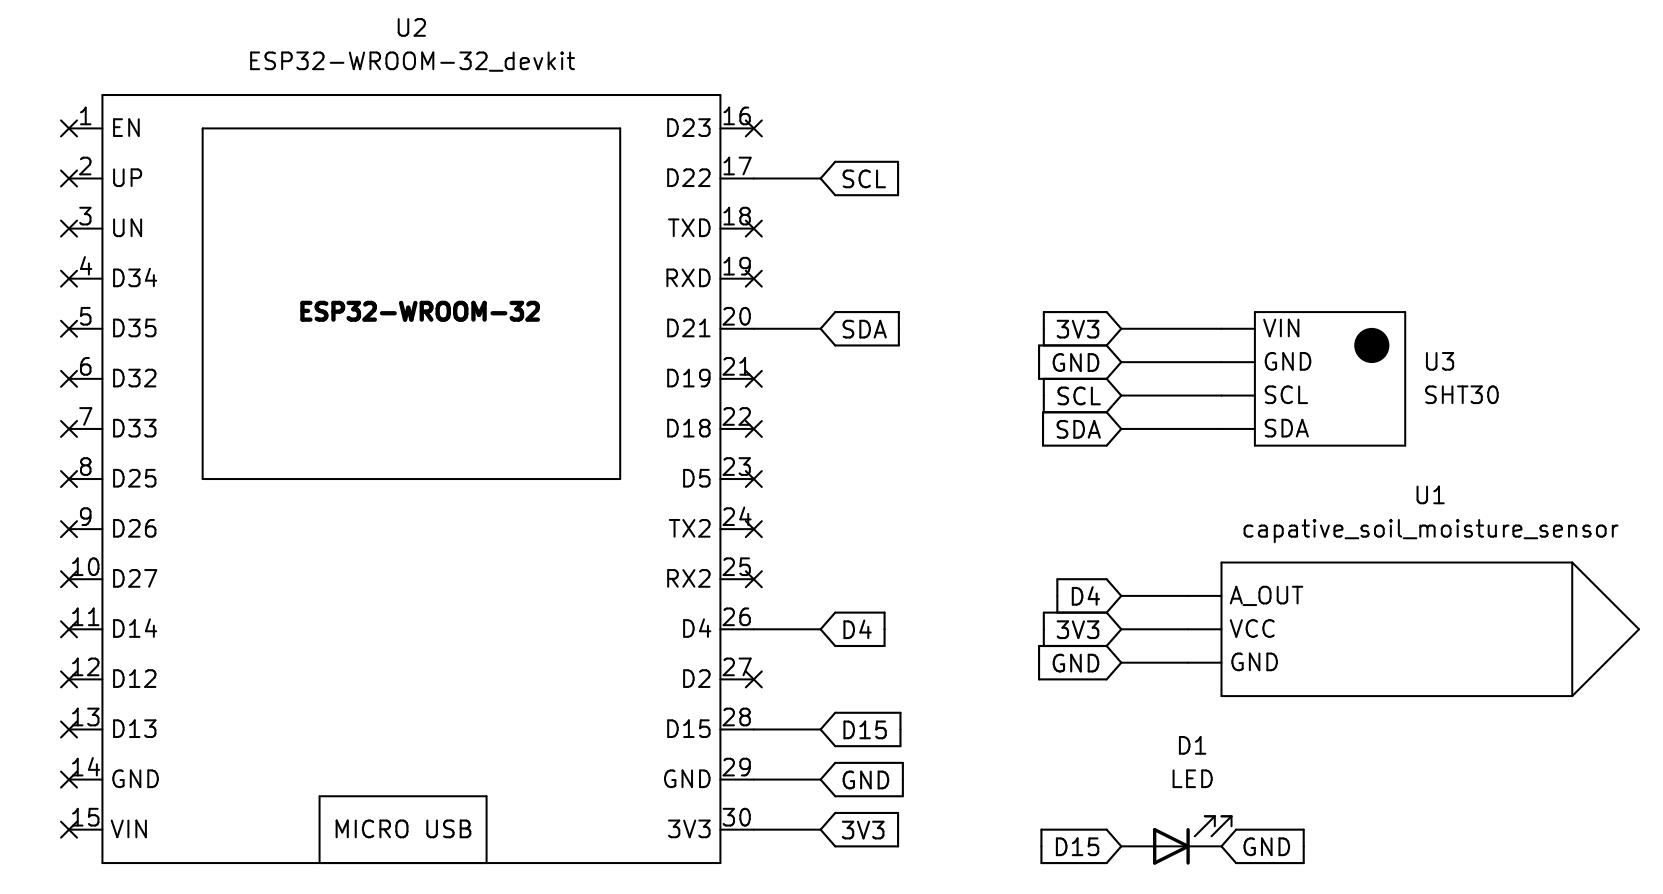 U2
ESP32-WROOM-32_devkit
1 EN
2 UP
3 UN
4 D34
5 D35
6 D32
7 D33
8 D25
9 D26
10 D27
11 D14
12 D12
13 D13
14 GND
15 VIN
ESP32-WROOM-32
MICRO USB
D23 16
D22 17 SCL
TXD 18
RXD 19
D21 20 SDA
D19 21
D18 22
D5 23
TX2 24
RX2 25
D4 26 D4
D2 27
D15 28 D15
GND 29 GND
3V3 30 3V3
3V3 VIN
GND GND
SCL SCL
SDA SDA
U3
SHT30
U1
capative_soil_moisture_sensor
D4 A_OUT
3V3 VCC
GND GND
D1
LED
D15 GND